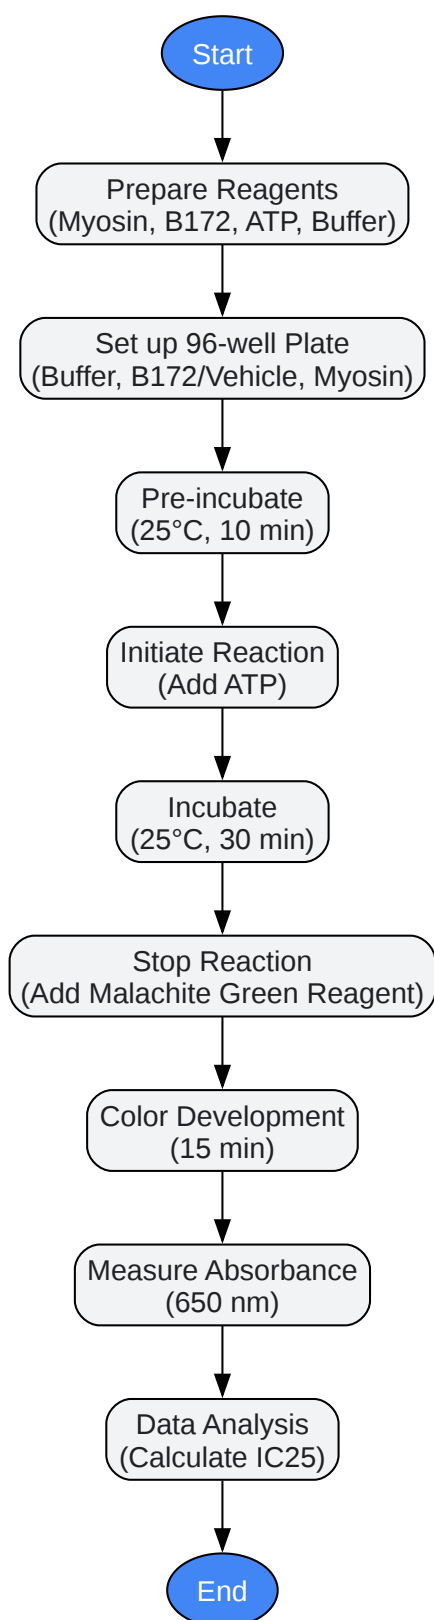 Start
Prepare Reagents
(Myosin, B172, ATP, Buffer)
Set up 96-well Plate
(Buffer, B172/Vehicle, Myosin)
Pre-incubate
(25°C, 10 min)
Initiate Reaction
(Add ATP)
Incubate
(25°C, 30 min)
Stop Reaction
(Add Malachite Green Reagent)
Color Development
(15 min)
Measure Absorbance
(650 nm)
Data Analysis
(Calculate IC25)
End